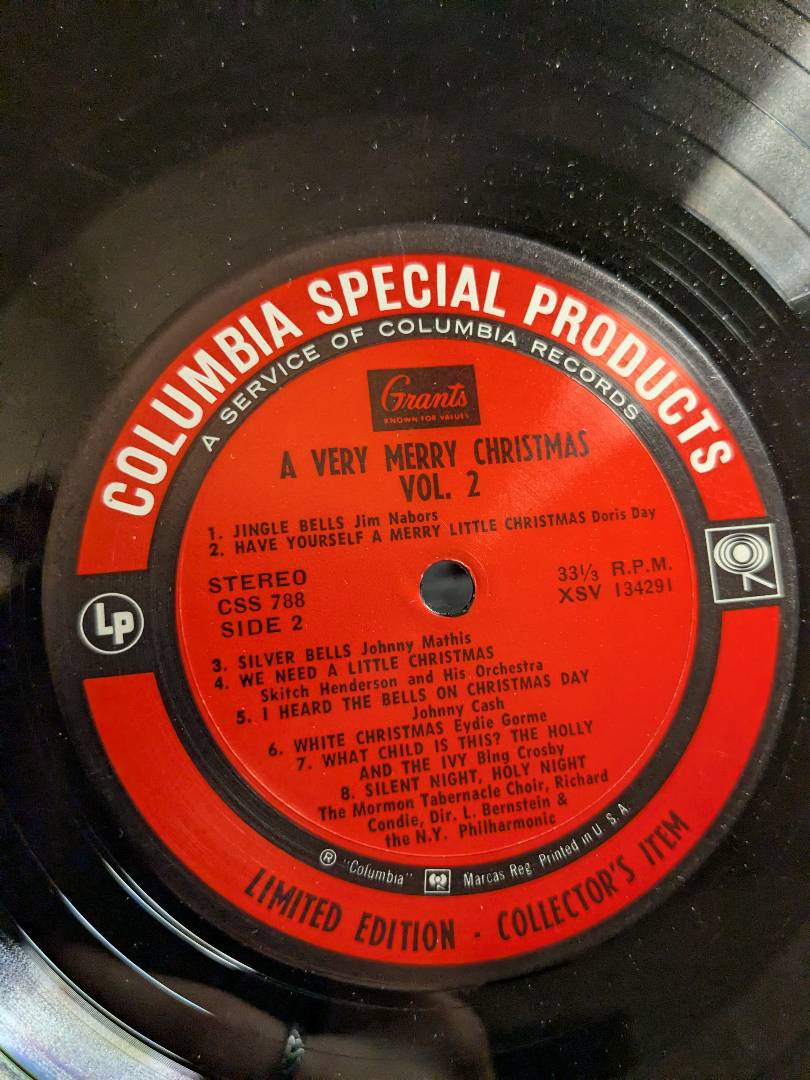 COLUMBIA SPECIAL PRODUCTS
A SERVICE OF COLUMBIA RECORDS
Grants
KNOWN FOR VALUES
A VERY MERRY CHRISTMAS
VOL. 2
1. JINGLE BELLS Jim Nabors
2. HAVE YOURSELF A MERRY LITTLE CHRISTMAS Doris Day
STEREO
CSS 788
SIDE 2
33 1/3 R.P.M.
XSV 134291
LP
3. SILVER BELLS Johnny Mathis
4. WE NEED A LITTLE CHRISTMAS
Skitch Henderson and His Orchestra
5. I HEARD THE BELLS ON CHRISTMAS DAY
Johnny Cash
6. WHITE CHRISTMAS Eydie Gorme
7. WHAT CHILD IS THIS? THE HOLLY
AND THE IVY Bing Crosby
8. SILENT NIGHT, HOLY NIGHT
The Mormon Tabernacle Choir, Richard
Condie, Dir. L. Bernstein &
the N.Y. Philharmonic
® "Columbia" Marcas Reg. Printed in U.S.A.
LIMITED EDITION - COLLECTOR'S ITEM